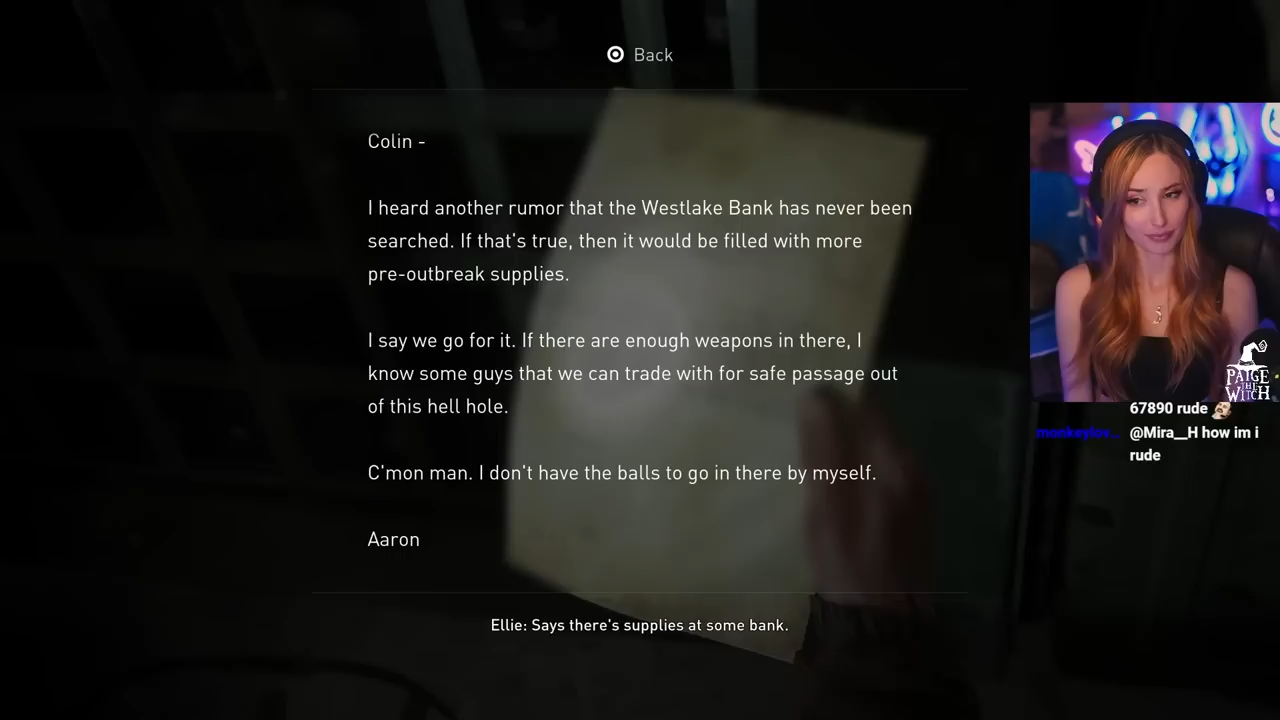 Back
Colin -
I heard another rumor that the Westlake Bank has never been
searched. If that's true, then it would be filled with more
pre-outbreak supplies.
I say we go for it. If there are enough weapons in there, I
know some guys that we can trade with for safe passage out
of this hell hole.
C'mon man. I don't have the balls to go in there by myself.
Aaron
Ellie: Says there's supplies at some bank.
PAIGE
THE
WITCH
67890 rude
monkeylov... @Mira__H how im i
rude